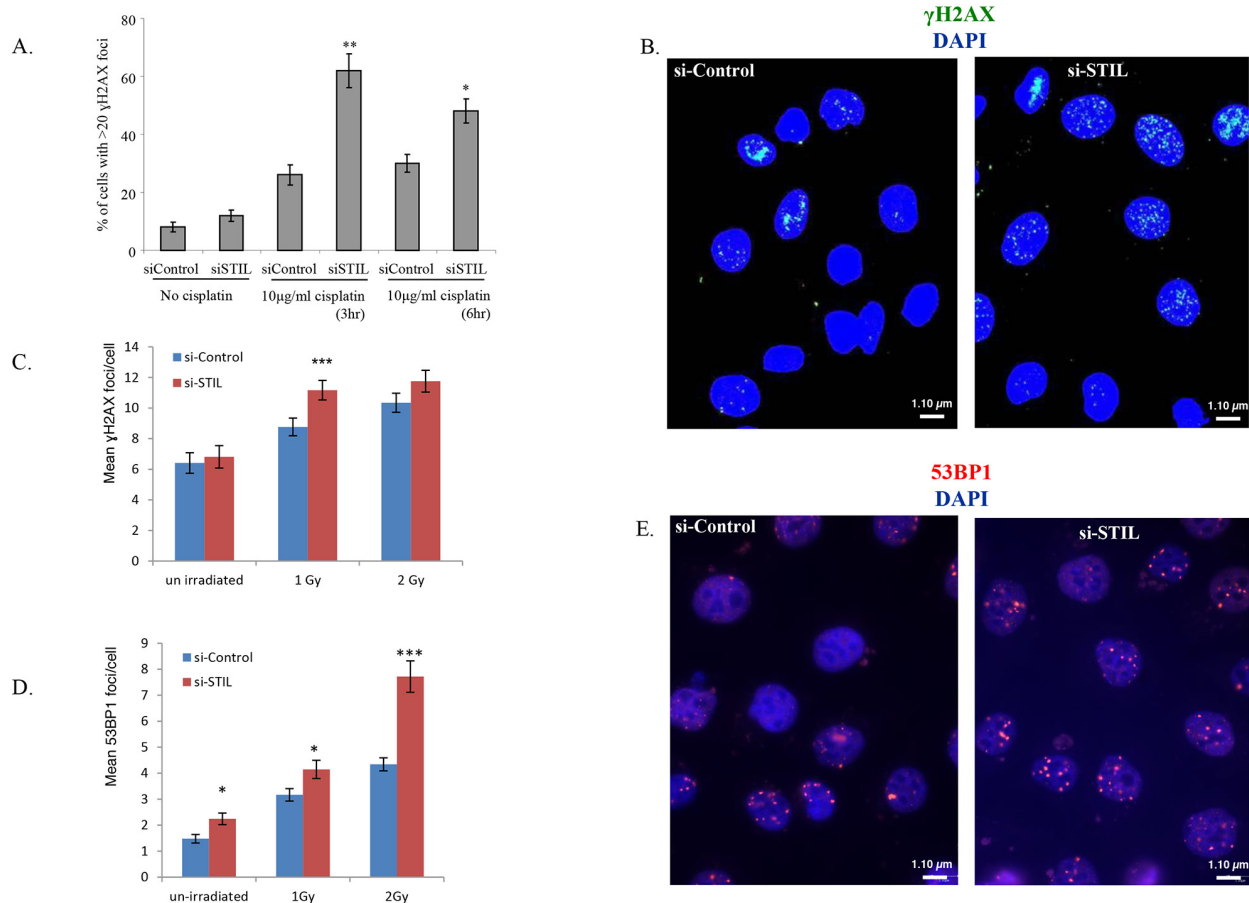 A.
80
60
40
20
0
% of cells with >20 γH2AX foci
**
*
siControl siSTIL siControl siSTIL siControl siSTIL
No cisplatin 10μg/ml cisplatin 10μg/ml cisplatin
(3hr) (6hr)
B.
γH2AX
DAPI
si-Control
si-STIL
1.10 μm
1.10 μm
C.
14
12
10
8
6
4
2
0
Mean ɣH2AX foci/cell
si-Control
si-STIL
***
un irradiated 1 Gy 2 Gy
D.
9
8
7
6
5
4
3
2
1
0
Mean 53BP1 foci/cell
si-Control
si-STIL
*
*
***
un-irradiated 1Gy 2Gy
53BP1
DAPI
E.
si-Control
si-STIL
1.10 μm
1.10 μm